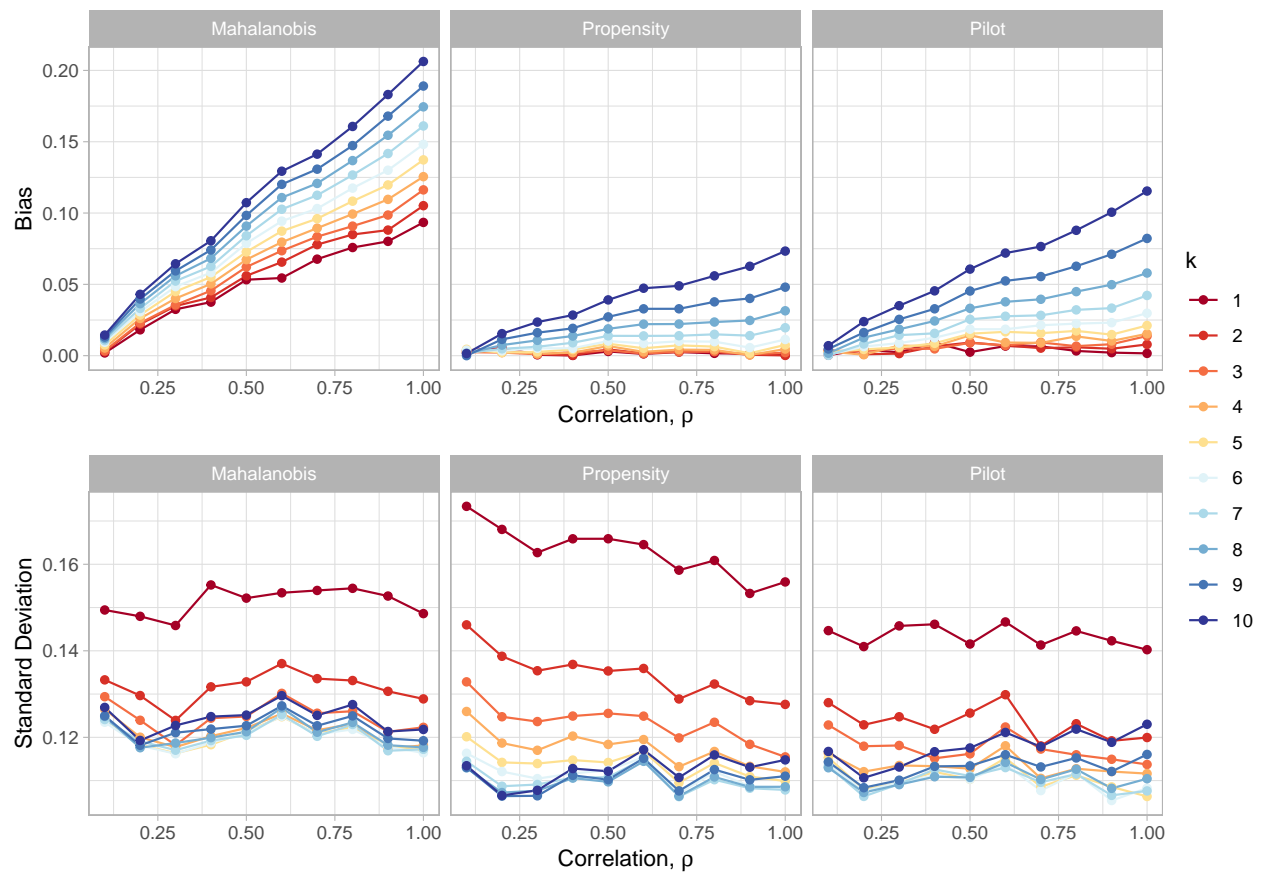 Mahalanobis Propensity Pilot
0.20
0.15
0.10
0.05
0.00
Bias
0.25 0.50 0.75 1.00 0.25 0.50 0.75 1.00 0.25 0.50 0.75 1.00
Correlation, ρ
Mahalanobis Propensity Pilot
0.16
0.14
0.12
Standard Deviation
0.25 0.50 0.75 1.00 0.25 0.50 0.75 1.00 0.25 0.50 0.75 1.00
Correlation, ρ
k
1
2
3
4
5
6
7
8
9
10